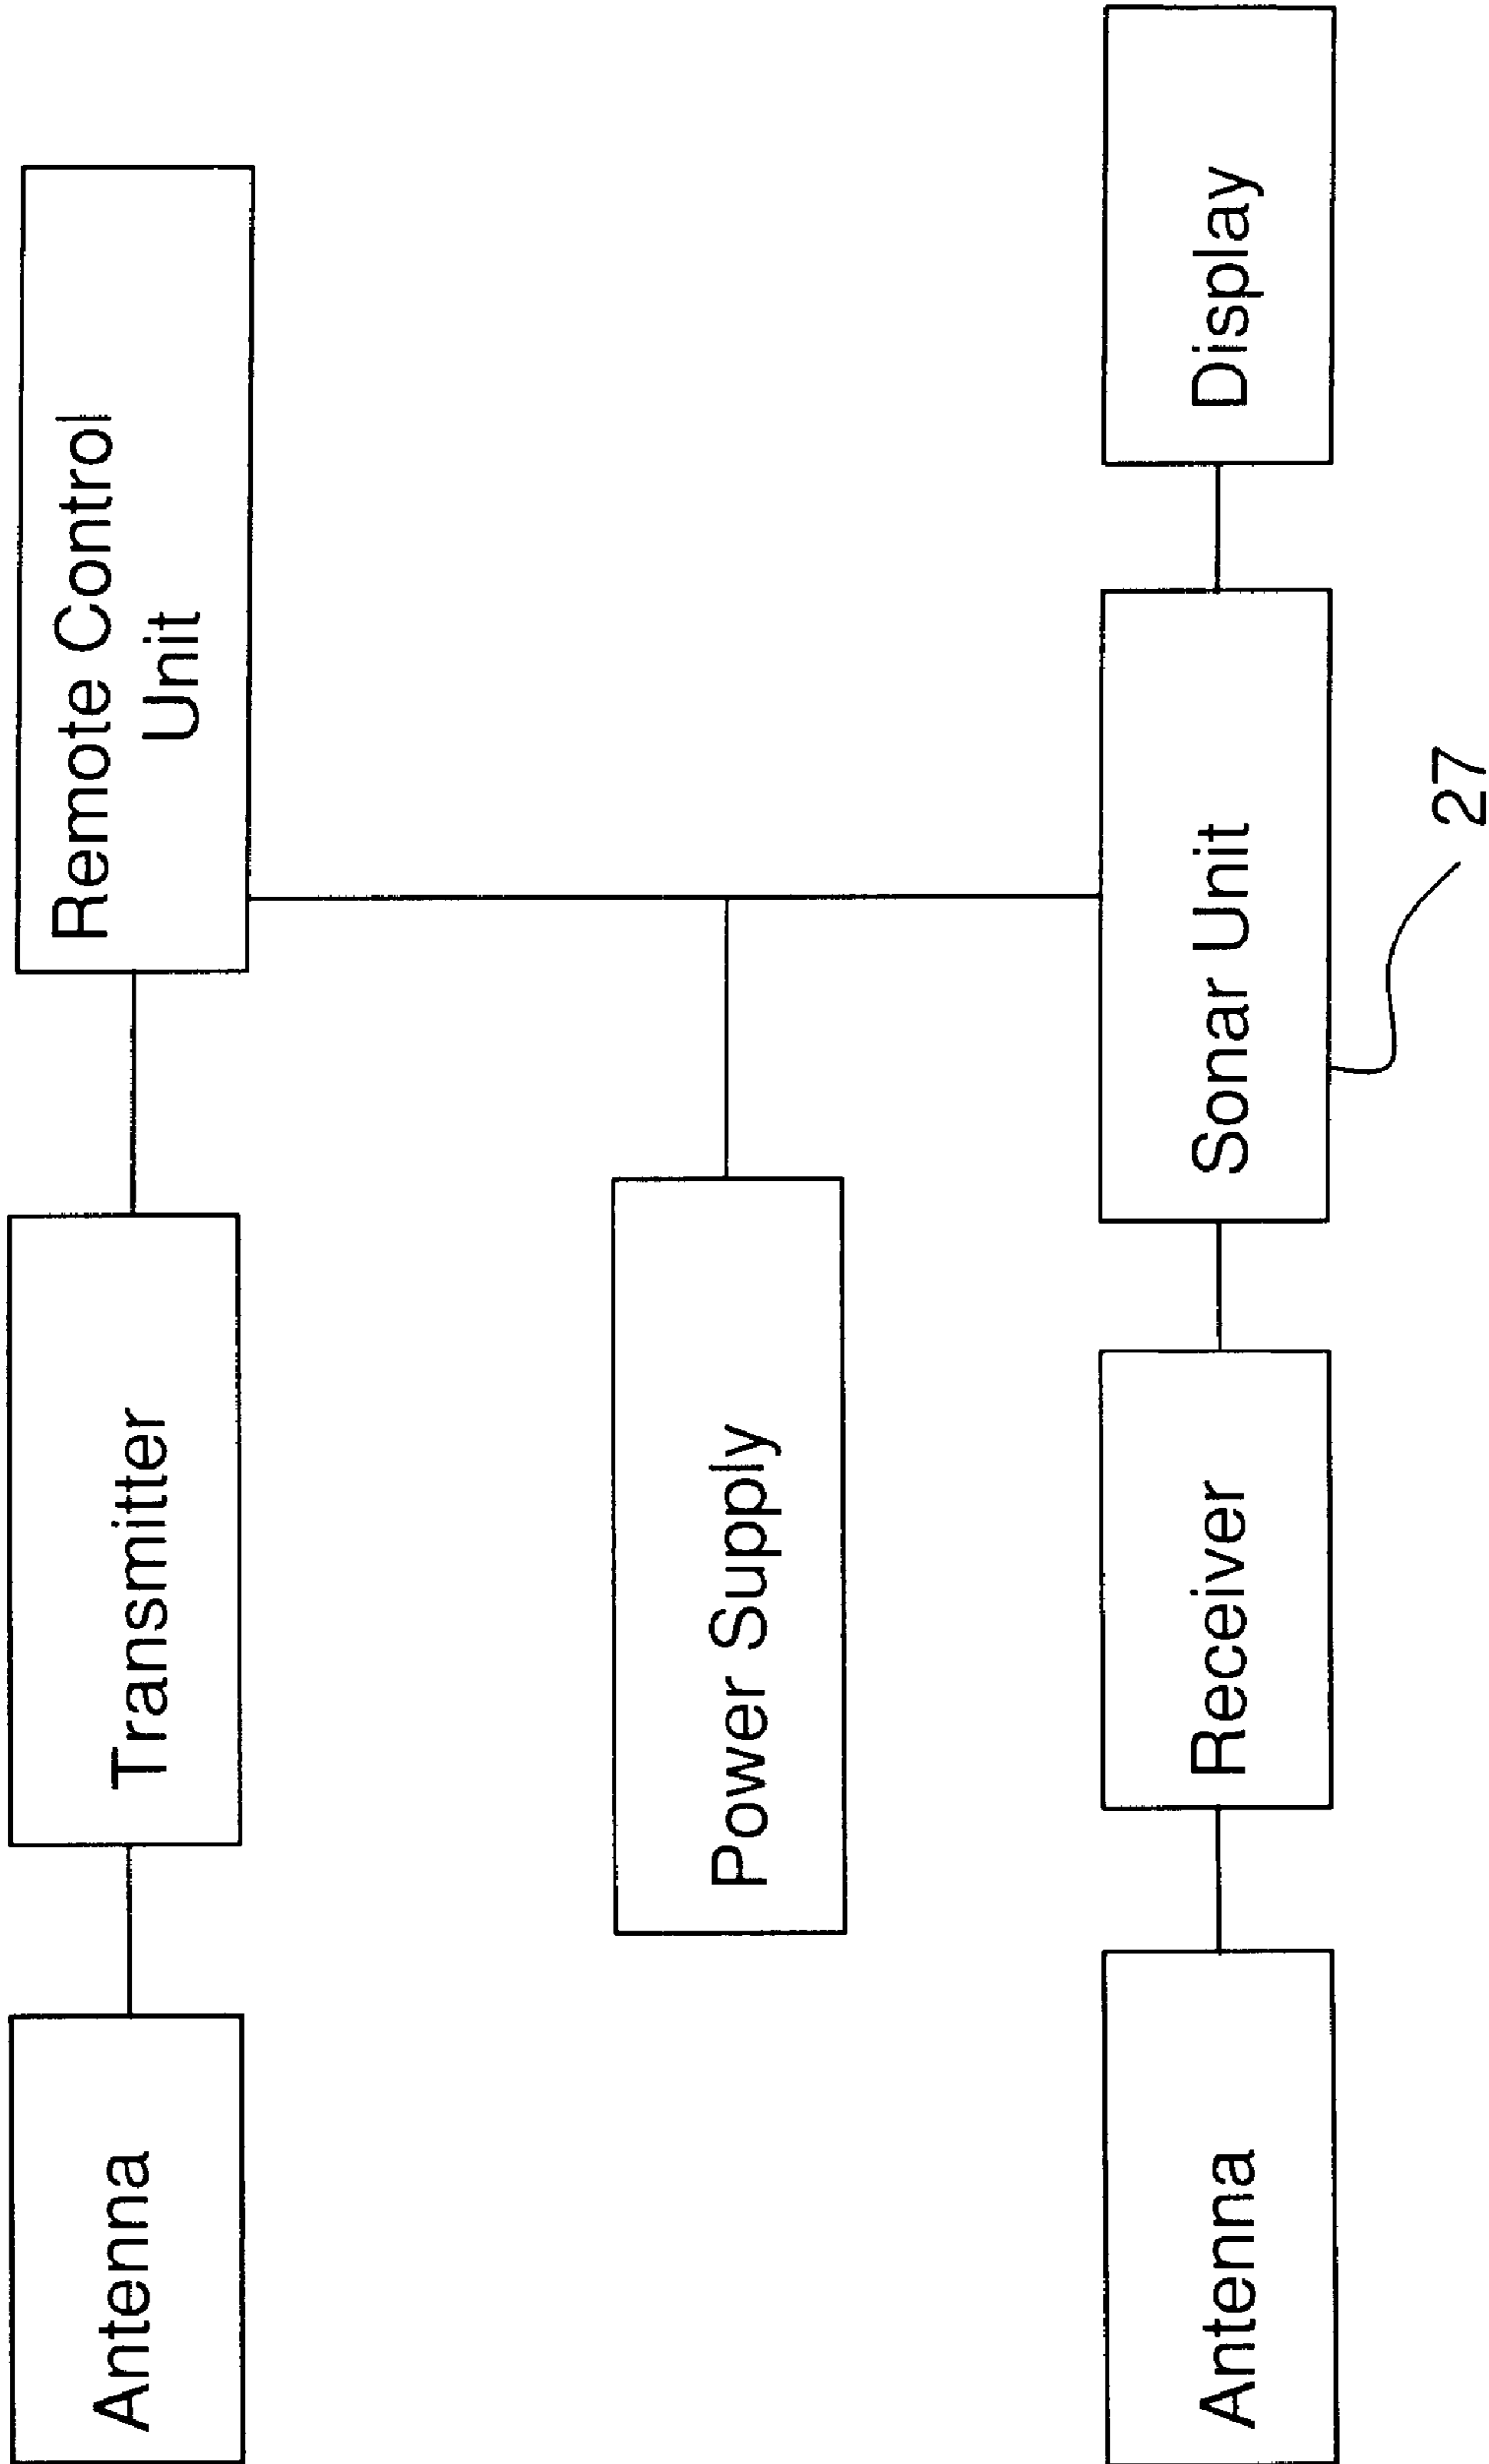 Antenna
Transmitter
Remote Control
Unit
Power Supply
Antenna
Receiver
Sonar Unit
Display
27